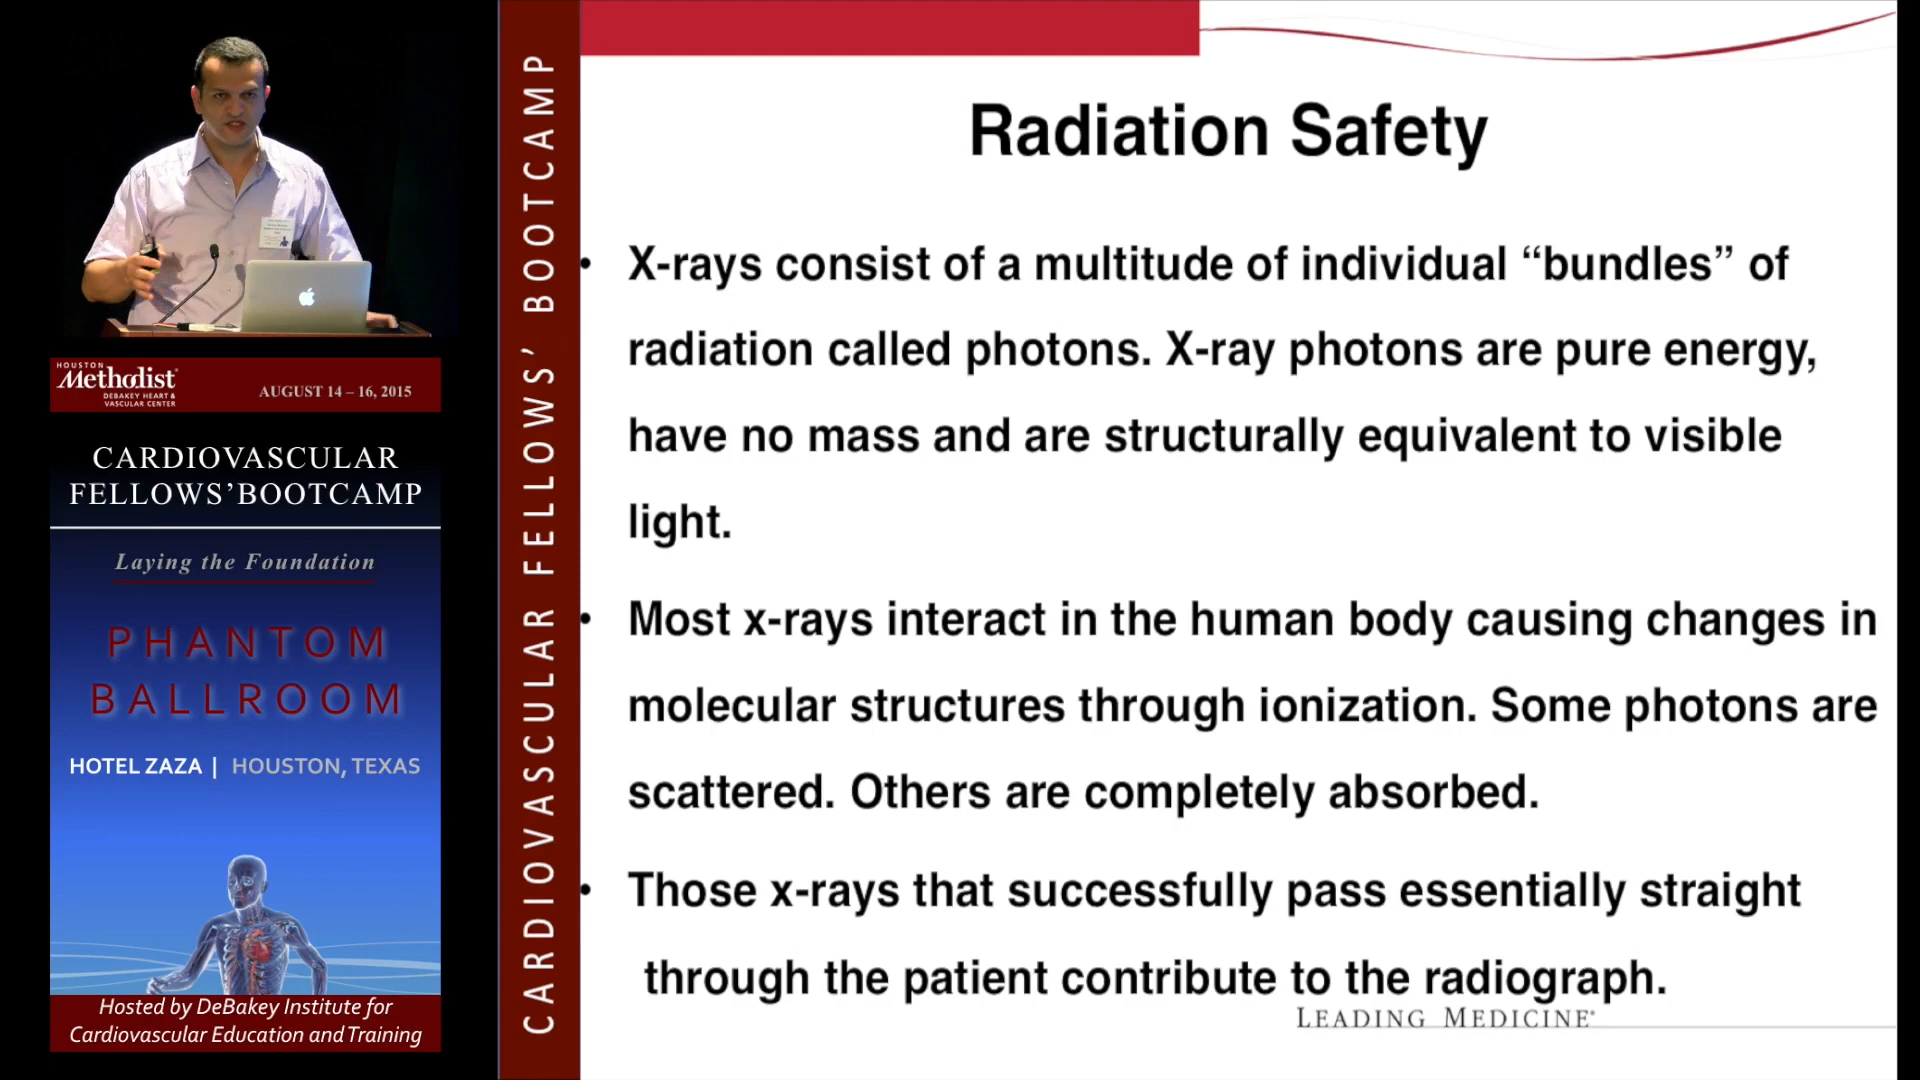 HOUSTON
Methodist
DEBAKEY HEART &
VASCULAR CENTER
AUGUST 14 – 16, 2015
CARDIOVASCULAR
FELLOWS’BOOTCAMP
Laying the Foundation
PHANTOM
BALLROOM
HOTEL ZAZA | HOUSTON, TEXAS
Hosted by DeBakey Institute for
Cardiovascular Education and Training
CARDIOVASCULAR FELLOWS’ BOOTCAMP
Radiation Safety
• X-rays consist of a multitude of individual “bundles” of
radiation called photons. X-ray photons are pure energy,
have no mass and are structurally equivalent to visible
light.
• Most x-rays interact in the human body causing changes in
molecular structures through ionization. Some photons are
scattered. Others are completely absorbed.
• Those x-rays that successfully pass essentially straight
through the patient contribute to the radiograph.
LEADING MEDICINE